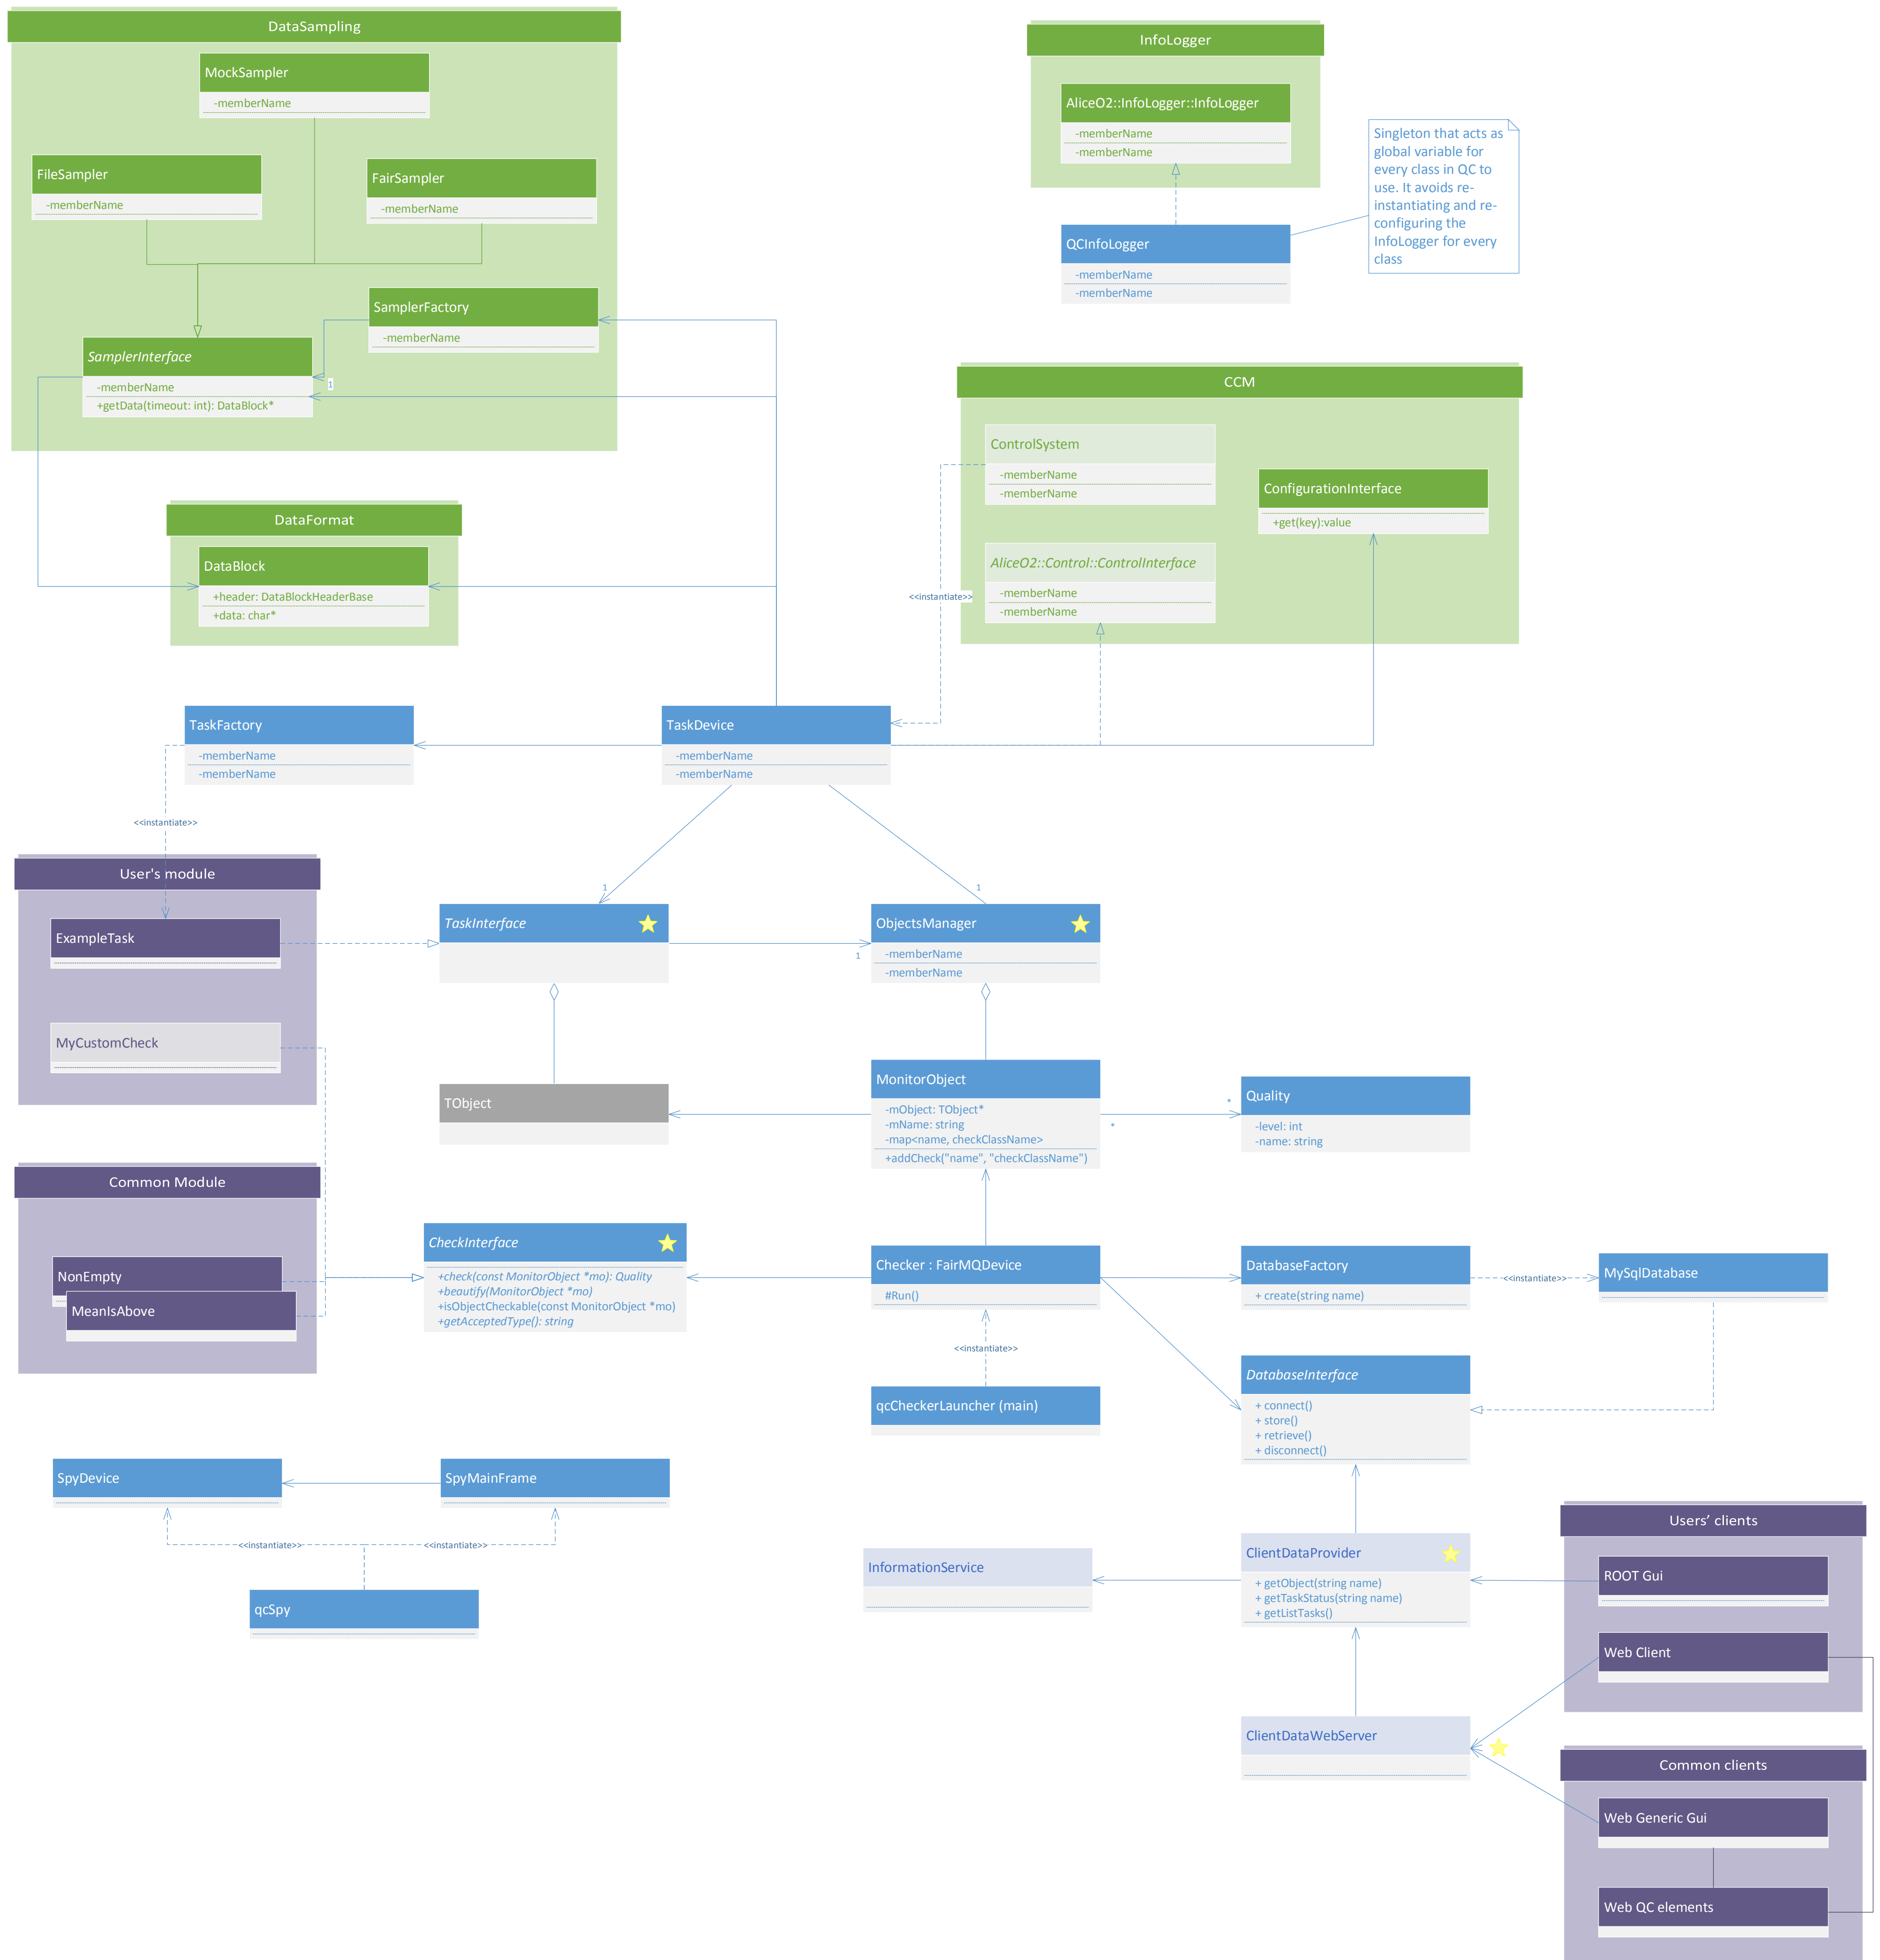 DataSampling
MockSampler
-memberName
FileSampler
-memberName
FairSampler
-memberName
SamplerFactory
-memberName
SamplerInterface
-memberName
+getData(timeout: int): DataBlock*
1
InfoLogger
AliceO2::InfoLogger::InfoLogger
-memberName
-memberName
QCInfoLogger
-memberName
-memberName
Singleton that acts as
global variable for
every class in QC to
use. It avoids re-
instantiating and re-
configuring the
InfoLogger for every
class
CCM
ControlSystem
-memberName
-memberName
ConfigurationInterface
+get(key):value
AliceO2::Control::ControlInterface
-memberName
-memberName
<<instantiate>>
DataFormat
DataBlock
+header: DataBlockHeaderBase
+data: char*
TaskFactory
-memberName
-memberName
TaskDevice
-memberName
-memberName
<<instantiate>>
User's module
ExampleTask
MyCustomCheck
1
1
TaskInterface
ObjectsManager
-memberName
-memberName
1
TObject
MonitorObject
-mObject: TObject*
-mName: string
-map<name, checkClassName>
+addCheck("name", "checkClassName")
*
*
Quality
-level: int
-name: string
Common Module
NonEmpty
MeanIsAbove
CheckInterface
+check(const MonitorObject *mo): Quality
+beautify(MonitorObject *mo)
+isObjectCheckable(const MonitorObject *mo)
+getAcceptedType(): string
Checker : FairMQDevice
#Run()
<<instantiate>>
qcCheckerLauncher (main)
DatabaseFactory
+ create(string name)
<<instantiate>>
MySqlDatabase
DatabaseInterface
+ connect()
+ store()
+ retrieve()
+ disconnect()
SpyDevice
SpyMainFrame
<<instantiate>>
<<instantiate>>
qcSpy
InformationService
ClientDataProvider
+ getObject(string name)
+ getTaskStatus(string name)
+ getListTasks()
ClientDataWebServer
Users’ clients
ROOT Gui
Web Client
Common clients
Web Generic Gui
Web QC elements